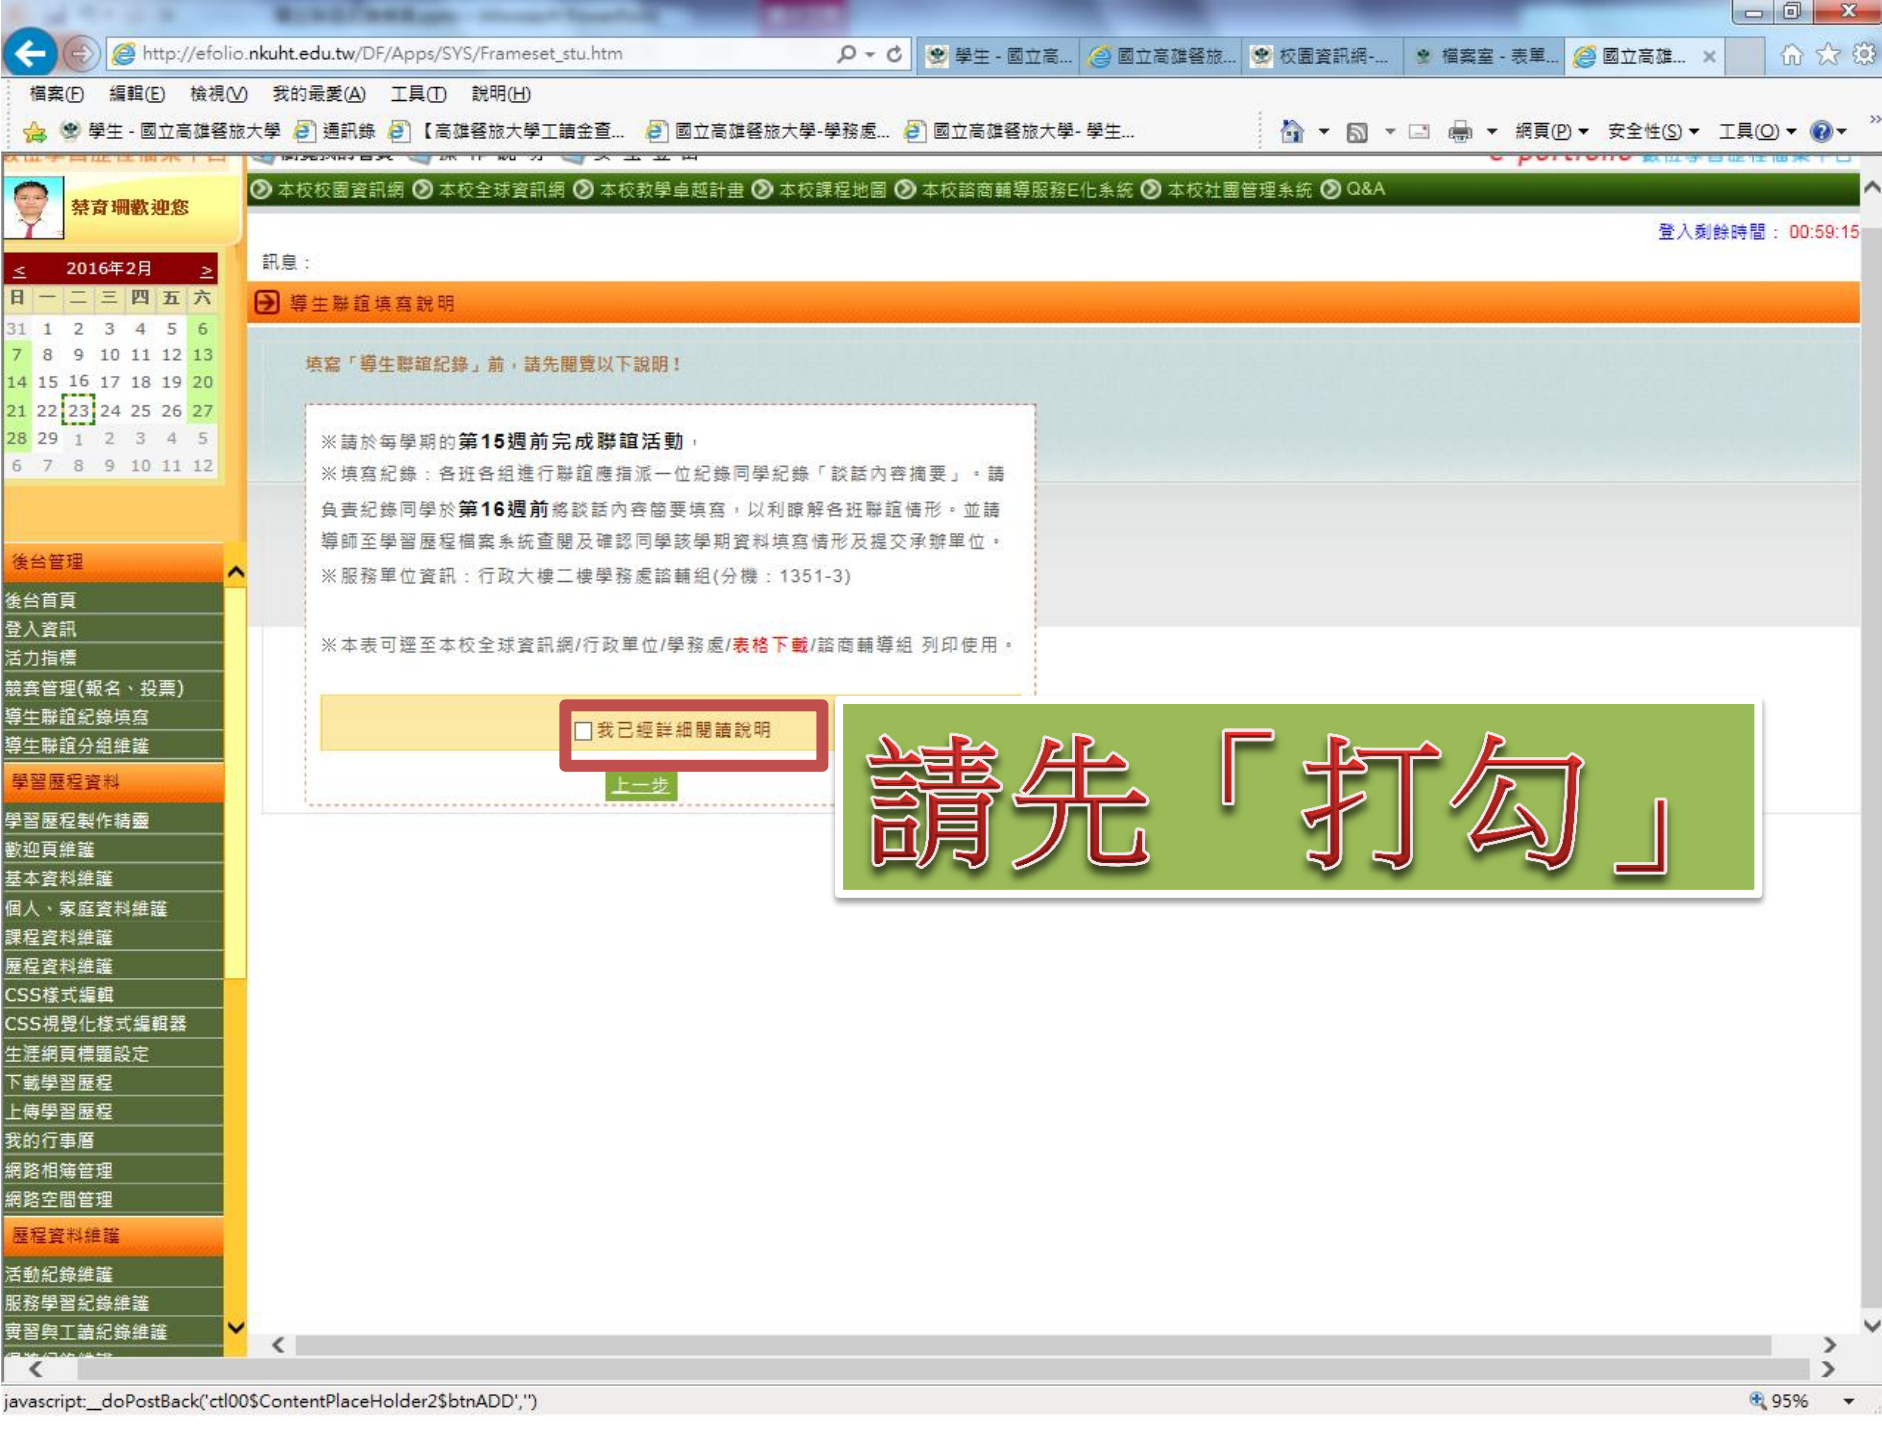 http://efolio.nkuht.edu.tw/DF/Apps/SYS/Frameset_stu.htm
學生 - 國立高...
國立高雄餐旅...
校園資訊網-...
檔案室 - 表單...
國立高雄...
檔案(F) 編輯(E) 檢視(V) 我的最愛(A) 工具(T) 說明(H)
學生 - 國立高雄餐旅大學 通訊錄 【高雄餐旅大學工讀金查... 國立高雄餐旅大學-學務處... 國立高雄餐旅大學- 學生...
網頁(P) 安全性(S) 工具(O)
蔡育珊歡迎您
本校校園資訊網 本校全球資訊網 本校教學卓越計畫 本校課程地圖 本校諮商輔導服務E化系統 本校社團管理系統 Q&A
登入剩餘時間： 00:59:15
訊息：
≤ 2016年2月 ≥
日 一 二 三 四 五 六
31 1 2 3 4 5 6
7 8 9 10 11 12 13
14 15 16 17 18 19 20
21 22 23 24 25 26 27
28 29 1 2 3 4 5
6 7 8 9 10 11 12
後台管理
後台首頁
登入資訊
活力指標
競賽管理(報名、投票)
導生聯誼紀錄填寫
導生聯誼分組維護
學習歷程資料
學習歷程製作精靈
歡迎頁維護
基本資料維護
個人、家庭資料維護
課程資料維護
歷程資料維護
CSS樣式編輯
CSS視覺化樣式編輯器
生涯網頁標題設定
下載學習歷程
上傳學習歷程
我的行事曆
網路相簿管理
網路空間管理
歷程資料維護
活動紀錄維護
服務學習紀錄維護
實習與工讀紀錄維護
導生聯誼填寫說明
填寫「導生聯誼紀錄」前，請先閱覽以下說明！
※請於每學期的第15週前完成聯誼活動，
※填寫紀錄：各班各組進行聯誼應指派一位紀錄同學紀錄「談話內容摘要」。請
負責紀錄同學於第16週前將談話內容簡要填寫，以利瞭解各班聯誼情形。並請
導師至學習歷程檔案系統查閱及確認同學該學期資料填寫情形及提交承辦單位。
※服務單位資訊：行政大樓二樓學務處諮輔組(分機：1351-3)
※本表可逕至本校全球資訊網/行政單位/學務處/表格下載/諮商輔導組 列印使用。
我已經詳細閱讀說明
上一步
請先「打勾」
javascript:__doPostBack('ctl00$ContentPlaceHolder2$btnADD','')
95%